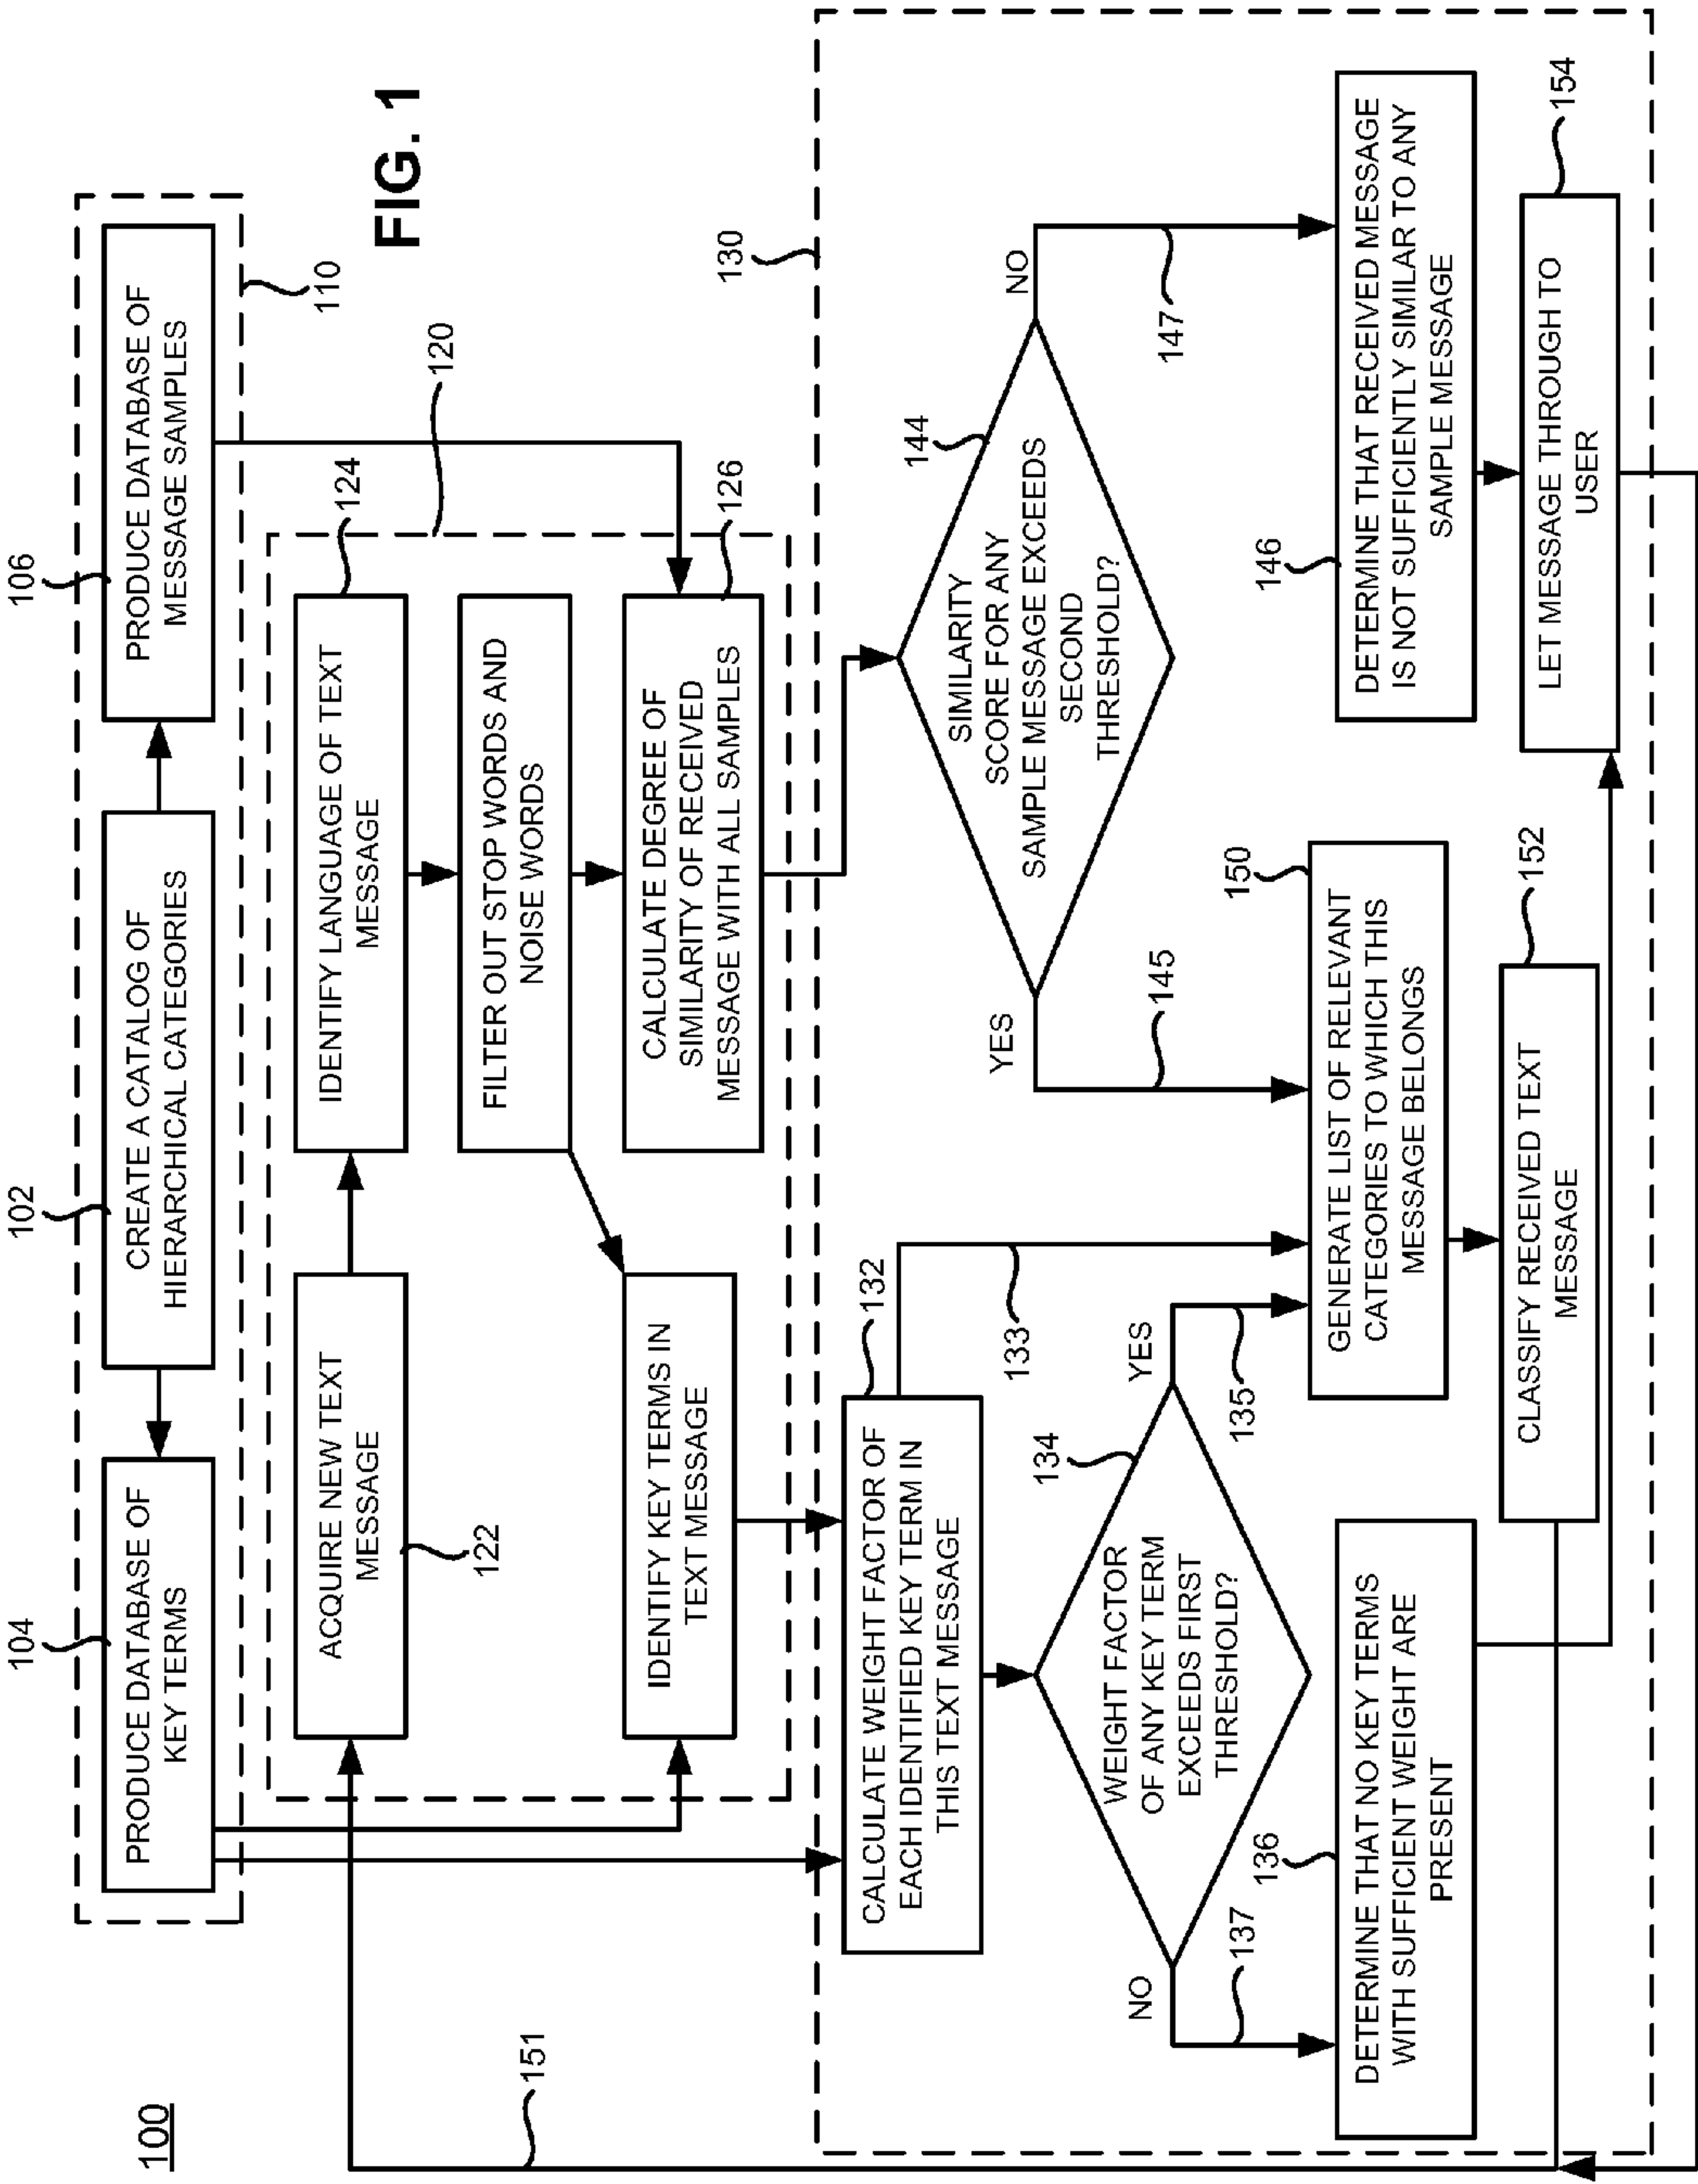 100
FIG. 1
104
102
106
PRODUCE DATABASE OF
KEY TERMS
CREATE A CATALOG OF
HIERARCHICAL CATEGORIES
PRODUCE DATABASE OF
MESSAGE SAMPLES
110
151
ACQUIRE NEW TEXT
MESSAGE
122
IDENTIFY LANGUAGE OF TEXT
MESSAGE
124
120
FILTER OUT STOP WORDS AND
NOISE WORDS
IDENTIFY KEY TERMS IN
TEXT MESSAGE
CALCULATE DEGREE OF
SIMILARITY OF RECEIVED
MESSAGE WITH ALL SAMPLES
126
130
CALCULATE WEIGHT FACTOR OF
EACH IDENTIFIED KEY TERM IN
THIS TEXT MESSAGE
132
133
144
SIMILARITY
SCORE FOR ANY
SAMPLE MESSAGE EXCEEDS
SECOND
THRESHOLD?
YES
NO
145
147
134
WEIGHT FACTOR
OF ANY KEY TERM
EXCEEDS FIRST
THRESHOLD?
NO
YES
137
135
136
DETERMINE THAT NO KEY TERMS
WITH SUFFICIENT WEIGHT ARE
PRESENT
150
GENERATE LIST OF RELEVANT
CATEGORIES TO WHICH THIS
MESSAGE BELONGS
146
DETERMINE THAT RECEIVED MESSAGE
IS NOT SUFFICIENTLY SIMILAR TO ANY
SAMPLE MESSAGE
CLASSIFY RECEIVED TEXT
MESSAGE
152
LET MESSAGE THROUGH TO
USER
154